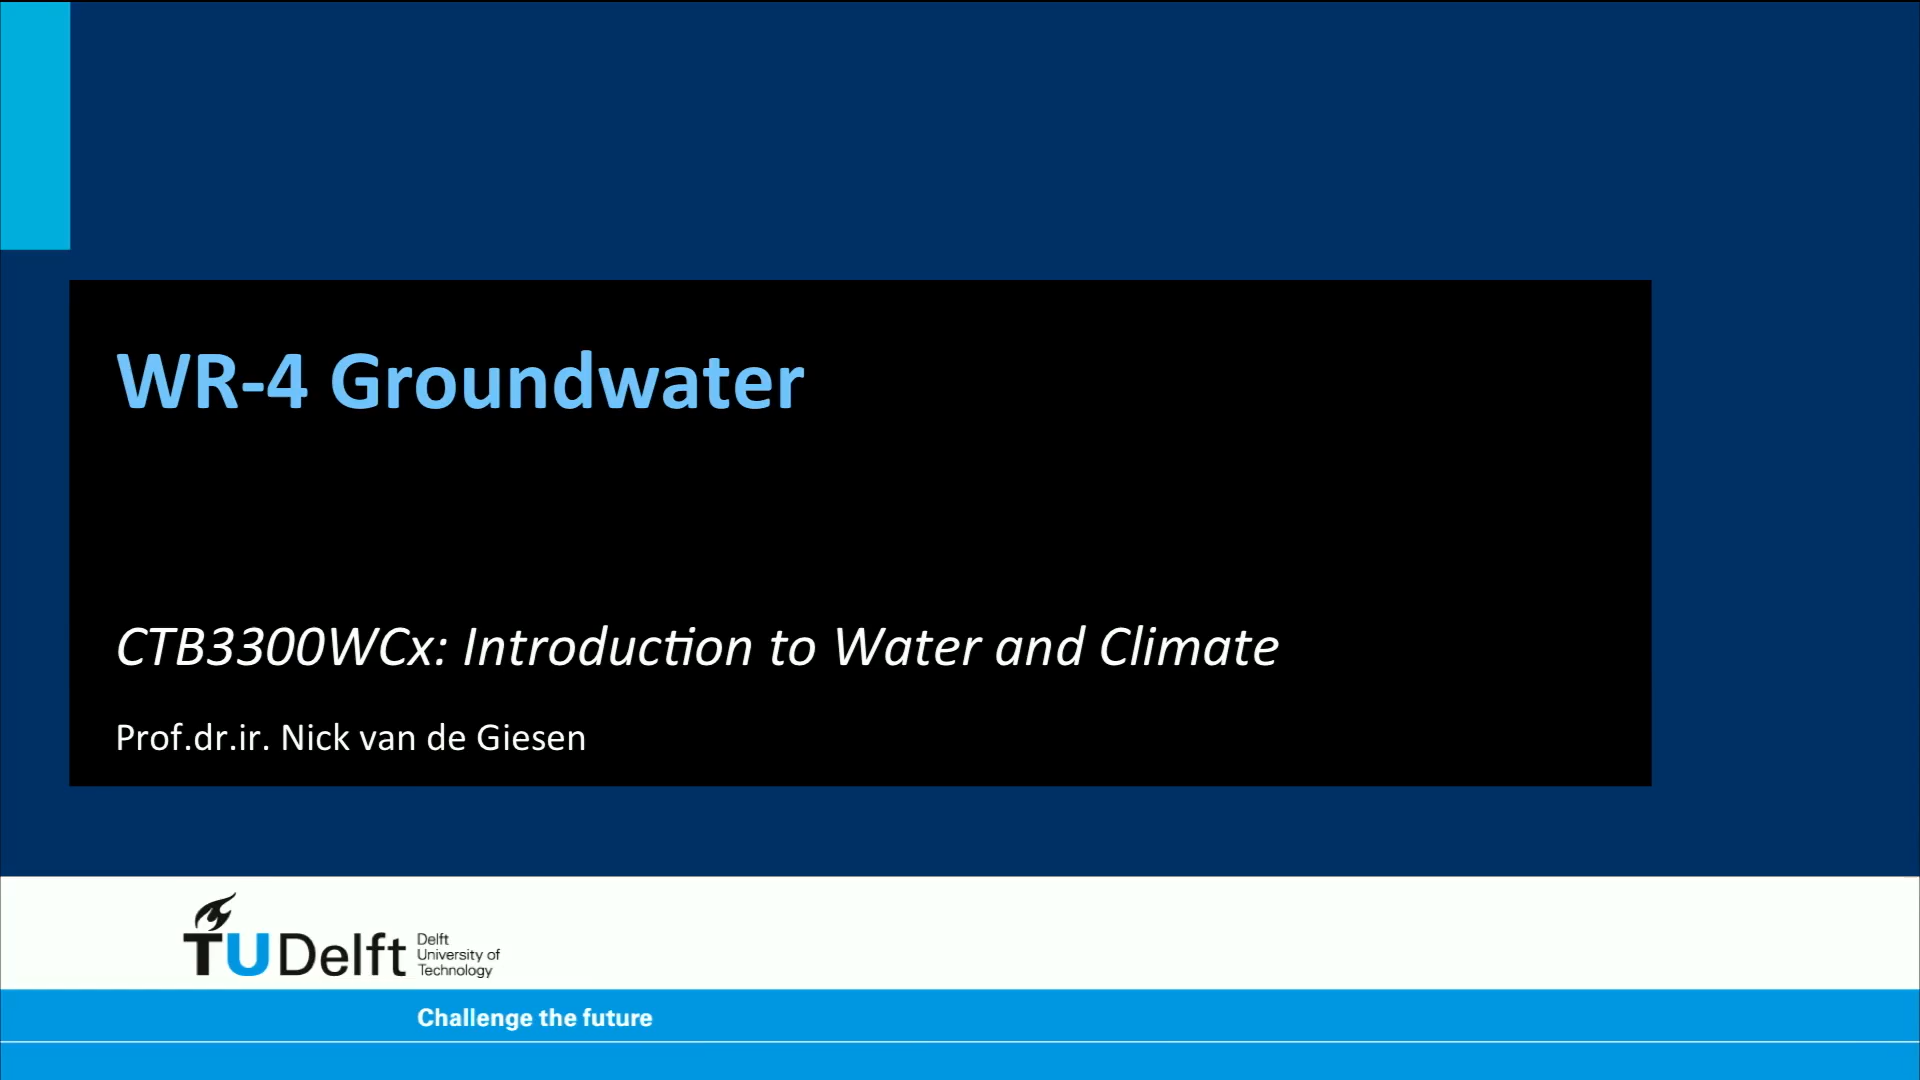 WR-4 Groundwater
CTB3300WCx: Introduction to Water and Climate
Prof.dr.ir. Nick van de Giesen
TUDelft
Delft
University of
Technology
Challenge the future